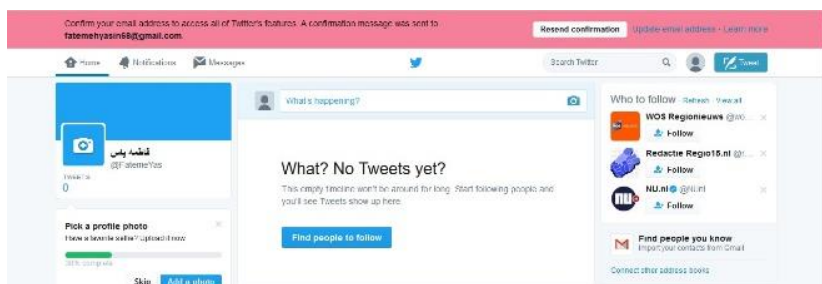 Confirm your email address to access all of Twitter's features. A confirmation message was sent to
fatemehyasin68@gmail.com.
Resend confirmation
Update email address · Learn more
Home
Notifications
Messages
Search Twitter
Tweet
What's happening?
فاطمه یاس
@FatemeYas
TWEETS
0
What? No Tweets yet?
This empty timeline won't be around for long. Start following people and
you'll see Tweets show up here.
Find people to follow
Pick a profile photo
Have a favorite selfie? Upload it now.
complete
Skip
Add a photo
Who to follow · Refresh · View all
WOS Regionieuws @wo...
Follow
Redactie Regio15.nl
Follow
NU.nl @NUnl
Follow
Find people you know
Import your contacts from Gmail
Connect other address books